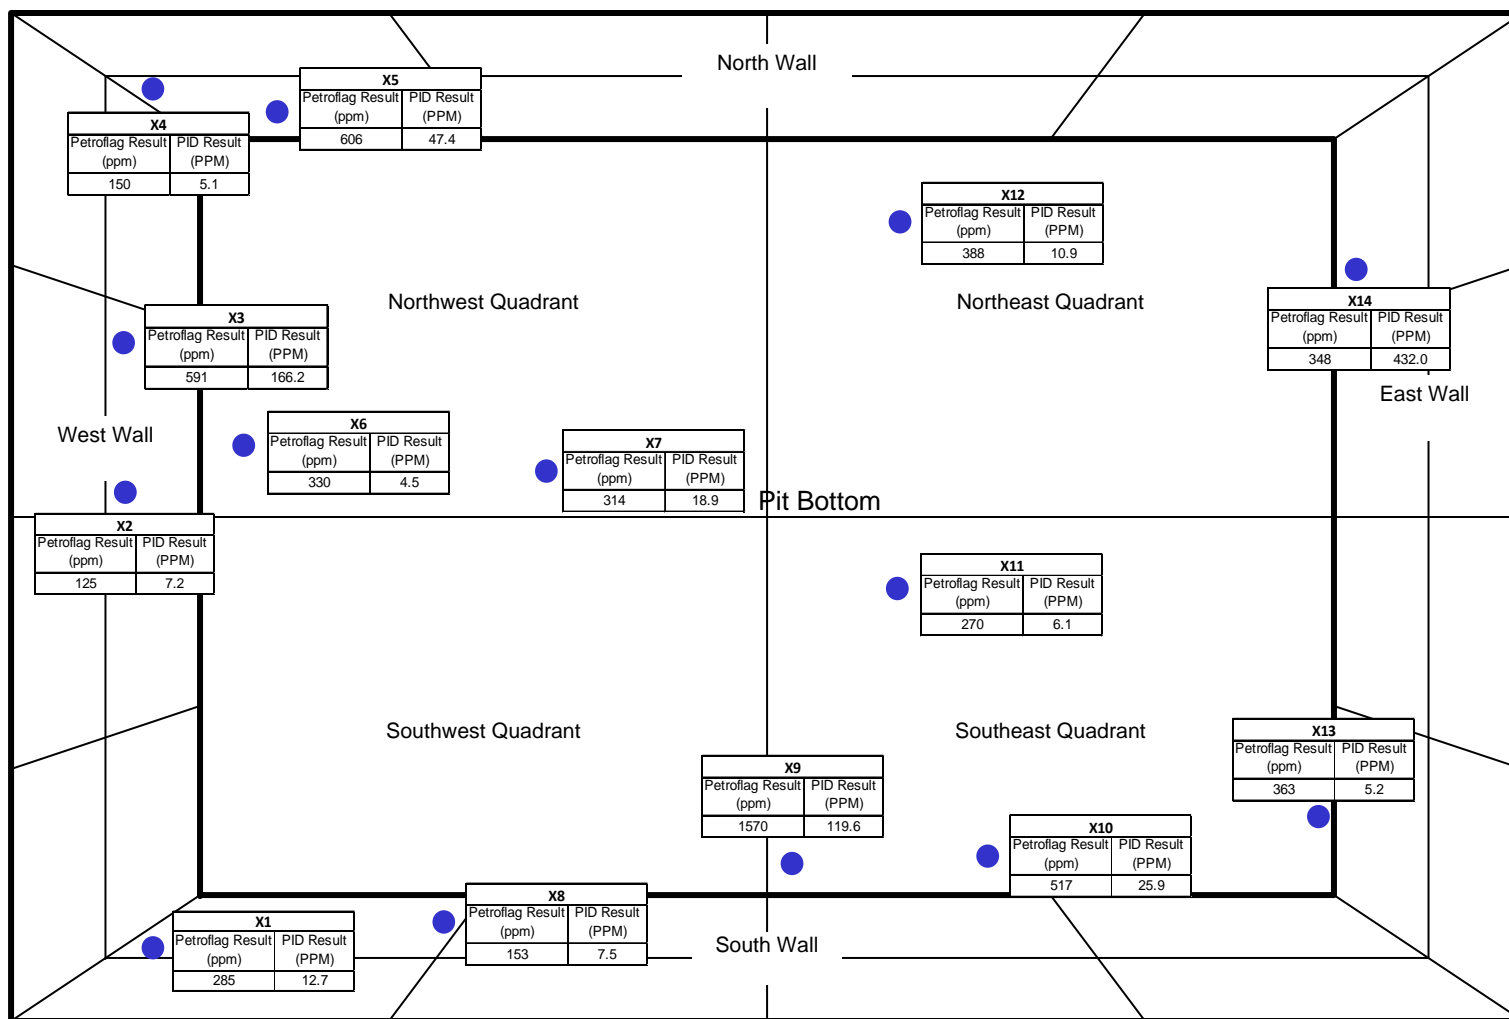 North Wall
X5
Petroflag Result (ppm) PID Result (PPM)
606 47.4
X4
Petroflag Result (ppm) PID Result (PPM)
150 5.1
X12
Petroflag Result (ppm) PID Result (PPM)
388 10.9
Northwest Quadrant
Northeast Quadrant
X14
Petroflag Result (ppm) PID Result (PPM)
348 432.0
X3
Petroflag Result (ppm) PID Result (PPM)
591 166.2
East Wall
West Wall
X6
Petroflag Result (ppm) PID Result (PPM)
330 4.5
X7
Petroflag Result (ppm) PID Result (PPM)
314 18.9
Pit Bottom
X2
Petroflag Result (ppm) PID Result (PPM)
125 7.2
X11
Petroflag Result (ppm) PID Result (PPM)
270 6.1
Southwest Quadrant
Southeast Quadrant
X13
Petroflag Result (ppm) PID Result (PPM)
363 5.2
X9
Petroflag Result (ppm) PID Result (PPM)
1570 119.6
X10
Petroflag Result (ppm) PID Result (PPM)
517 25.9
X8
Petroflag Result (ppm) PID Result (PPM)
153 7.5
X1
Petroflag Result (ppm) PID Result (PPM)
285 12.7
South Wall